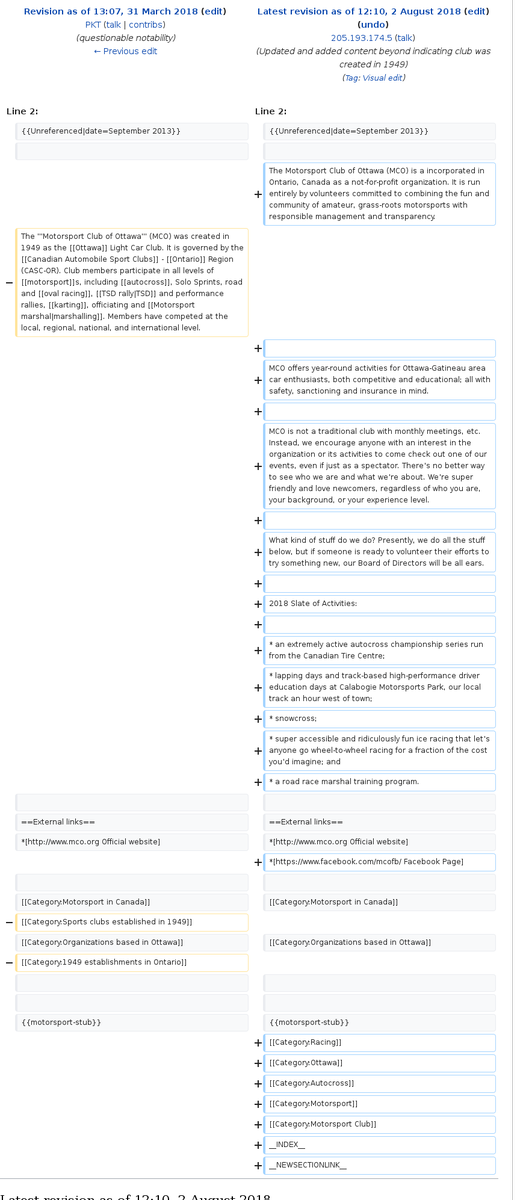 Revision as of 13:07, 31 March 2018 (edit)
PKT (talk | contribs)
(questionable notability)
← Previous edit
Latest revision as of 12:10, 2 August 2018 (edit)
(undo)
205.193.174.5 (talk)
(Updated and added content beyond indicating club was
created in 1949)
(Tag: Visual edit)
Line 2:
Line 2:
{{Unreferenced|date=September 2013}}
{{Unreferenced|date=September 2013}}
+
The Motorsport Club of Ottawa (MCO) is a incorporated in
Ontario, Canada as a not-for-profit organization. It is run
entirely by volunteers committed to combining the fun and
community of amateur, grass-roots motorsports with
responsible management and transparency.
−
The '''Motorsport Club of Ottawa''' (MCO) was created in
1949 as the [[Ottawa]] Light Car Club. It is governed by the
[[Canadian Automobile Sport Clubs]] - [[Ontario]] Region
(CASC-OR). Club members participate in all levels of
[[motorsport]]s, including [[autocross]], Solo Sprints, road
and [[oval racing]], [[TSD rally|TSD]] and performance
rallies, [[karting]], officiating and [[Motorsport
marshal|marshalling]]. Members have competed at the
local, regional, national, and international level.
+
+
MCO offers year-round activities for Ottawa-Gatineau area
car enthusiasts, both competitive and educational; all with
safety, sanctioning and insurance in mind.
+
+
MCO is not a traditional club with monthly meetings, etc.
Instead, we encourage anyone with an interest in the
organization or its activities to come check out one of our
events, even if just as a spectator. There's no better way
to see who we are and what we're about. We're super
friendly and love newcomers, regardless of who you are,
your background, or your experience level.
+
+
What kind of stuff do we do? Presently, we do all the stuff
below, but if someone is ready to volunteer their efforts to
try something new, our Board of Directors will be all ears.
+
+
2018 Slate of Activities:
+
+
* an extremely active autocross championship series run
from the Canadian Tire Centre;
+
* lapping days and track-based high-performance driver
education days at Calabogie Motorsports Park, our local
track an hour west of town;
+
* snowcross;
+
* super accessible and ridiculously fun ice racing that let's
anyone go wheel-to-wheel racing for a fraction of the cost
you'd imagine; and
+
* a road race marshal training program.
==External links==
==External links==
*[http://www.mco.org Official website]
*[http://www.mco.org Official website]
+
*[https://www.facebook.com/mcofb/ Facebook Page]
[[Category:Motorsport in Canada]]
[[Category:Motorsport in Canada]]
−
[[Category:Sports clubs established in 1949]]
[[Category:Organizations based in Ottawa]]
[[Category:Organizations based in Ottawa]]
−
[[Category:1949 establishments in Ontario]]
{{motorsport-stub}}
{{motorsport-stub}}
+
[[Category:Racing]]
+
[[Category:Ottawa]]
+
[[Category:Autocross]]
+
[[Category:Motorsport]]
+
[[Category:Motorsport Club]]
+
__INDEX__
+
__NEWSECTIONLINK__
Latest revision as of 12:10, 2 August 2018